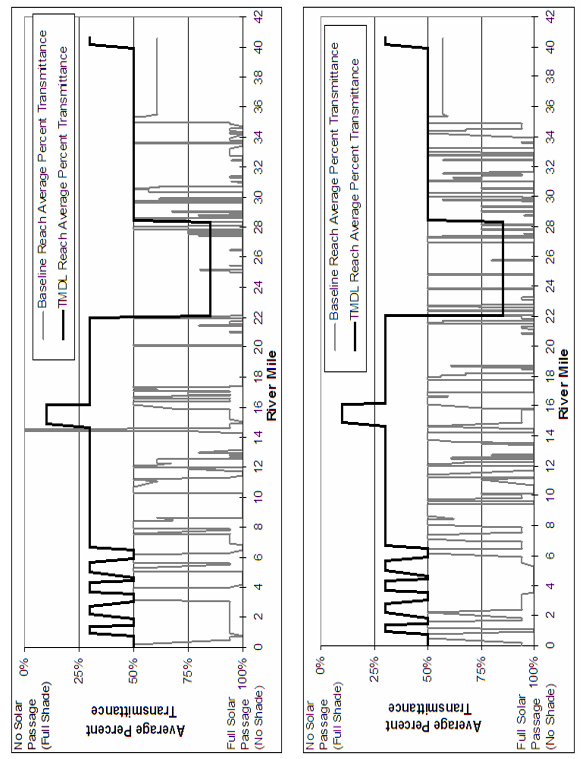 No Solar
Passage
(Full Shade)
0%
25%
50%
75%
100%
Full Solar
Passage
(No Shade)
Average Percent
Transmittance
0
2
4
6
8
10
12
14
16
18
20
22
24
26
28
30
32
34
36
38
40
42
River Mile
Baseline Reach Average Percent Transmittance
TMDL Reach Average Percent Transmittance
No Solar
Passage
(Full Shade)
0%
25%
50%
75%
100%
Full Solar
Passage
(No Shade)
Average Percent
Transmittance
0
2
4
6
8
10
12
14
16
18
20
22
24
26
28
30
32
34
36
38
40
42
River Mile
Baseline Reach Average Percent Transmittance
TMDL Reach Average Percent Transmittance